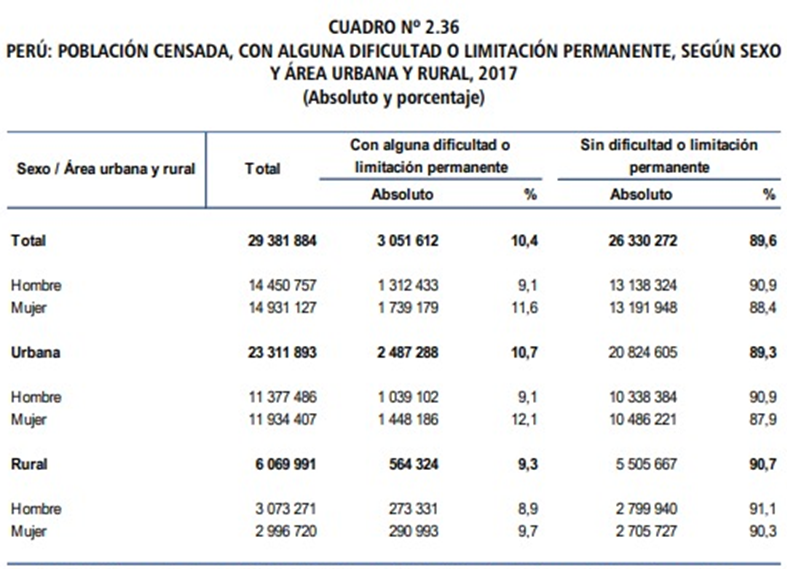 CUADRO Nº 2.36
PERÚ: POBLACIÓN CENSADA, CON ALGUNA DIFICULTAD O LIMITACIÓN PERMANENTE, SEGÚN SEXO
Y ÁREA URBANA Y RURAL, 2017
(Absoluto y porcentaje)
Sexo / Área urbana y rural Total Con alguna dificultad o limitación permanente Sin dificultad o limitación permanente
Absoluto % Absoluto %
Total 29 381 884 3 051 612 10,4 26 330 272 89,6
Hombre 14 450 757 1 312 433 9,1 13 138 324 90,9
Mujer 14 931 127 1 739 179 11,6 13 191 948 88,4
Urbana 23 311 893 2 487 288 10,7 20 824 605 89,3
Hombre 11 377 486 1 039 102 9,1 10 338 384 90,9
Mujer 11 934 407 1 448 186 12,1 10 486 221 87,9
Rural 6 069 991 564 324 9,3 5 505 667 90,7
Hombre 3 073 271 273 331 8,9 2 799 940 91,1
Mujer 2 996 720 290 993 9,7 2 705 727 90,3